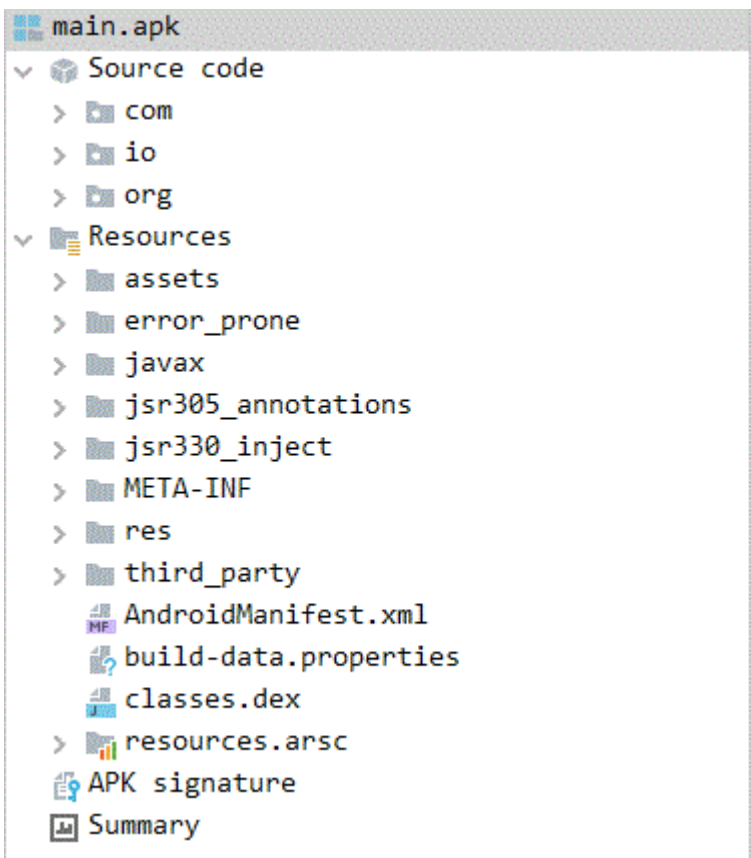 main.apk
Source code
com
io
org
Resources
assets
error_prone
javax
jsr305_annotations
jsr330_inject
META-INF
res
third_party
MF AndroidManifest.xml
build-data.properties
J classes.dex
resources.arsc
APK signature
Summary